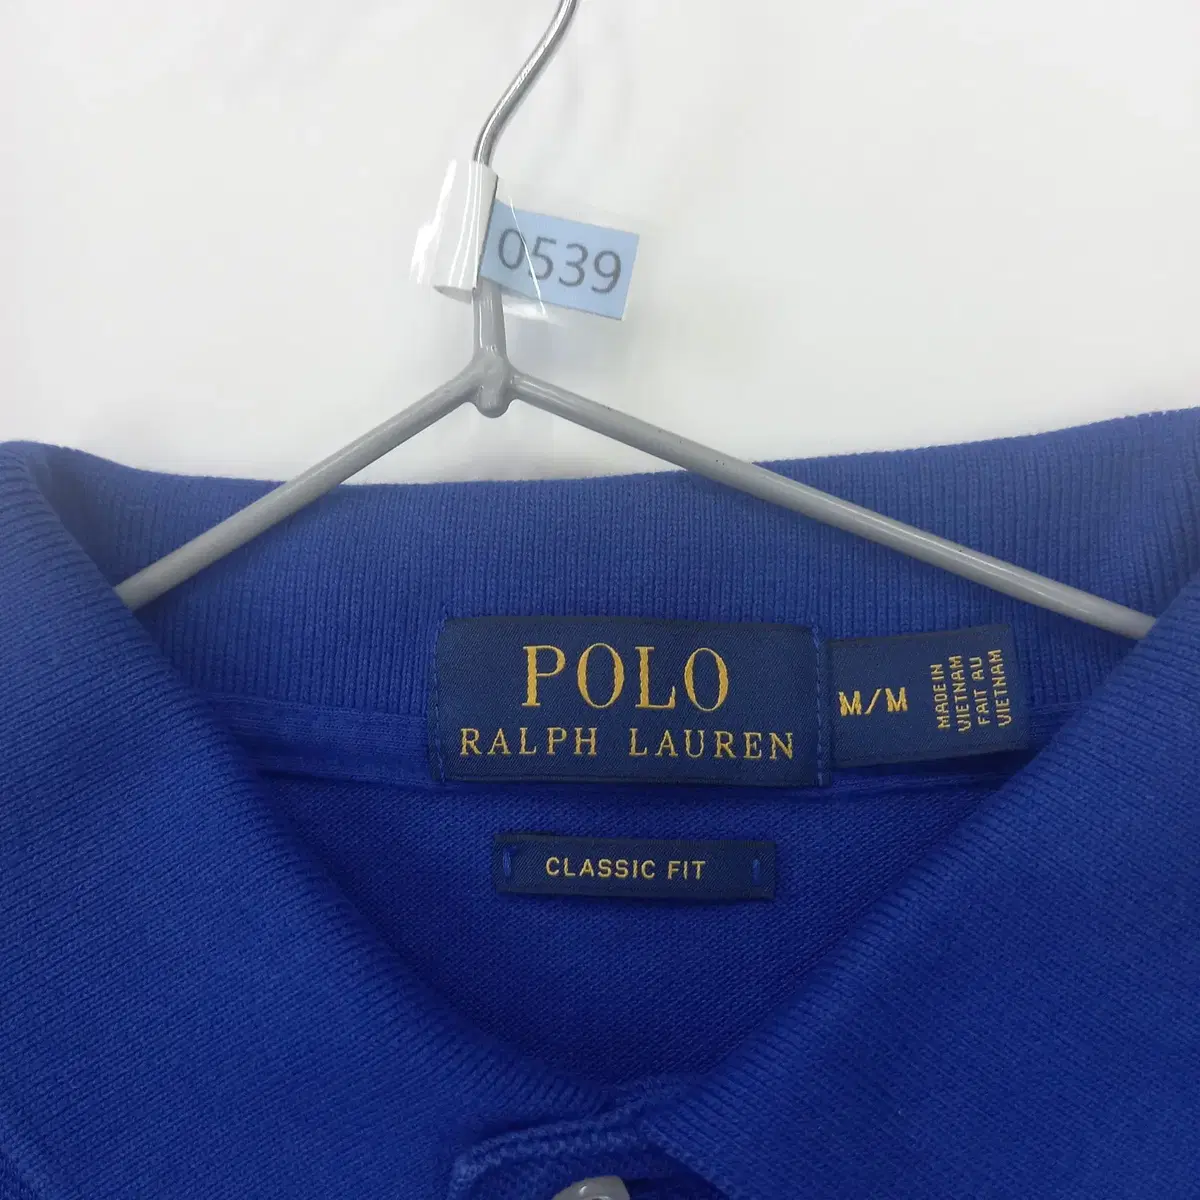 0539
POLO
RALPH LAUREN
M/M
MADE IN
VIETNAM
FAIT AU
VIETNAM
CLASSIC FIT